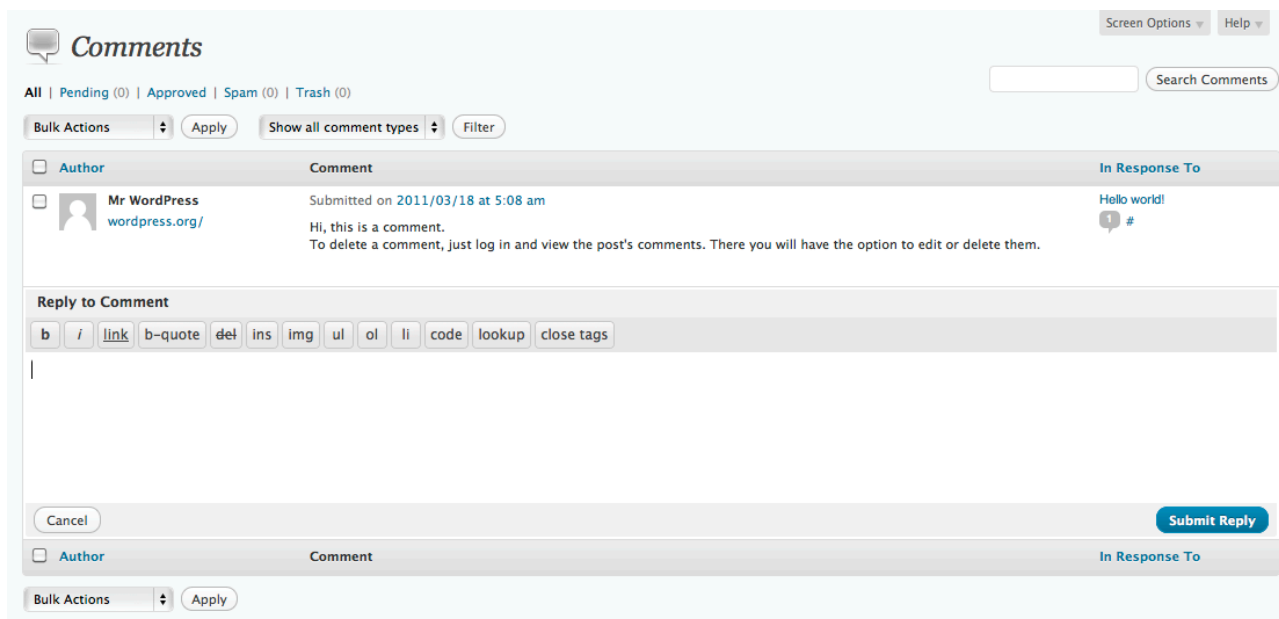 Screen Options Help
Comments
Search Comments
All | Pending (0) | Approved | Spam (0) | Trash (0)
Bulk Actions Apply Show all comment types Filter
Author Comment In Response To
Mr WordPress Submitted on 2011/03/18 at 5:08 am Hello world!
wordpress.org/ Hi, this is a comment. 1 #
To delete a comment, just log in and view the post's comments. There you will have the option to edit or delete them.
Reply to Comment
b i link b-quote del ins img ul ol li code lookup close tags
Cancel Submit Reply
Author Comment In Response To
Bulk Actions Apply